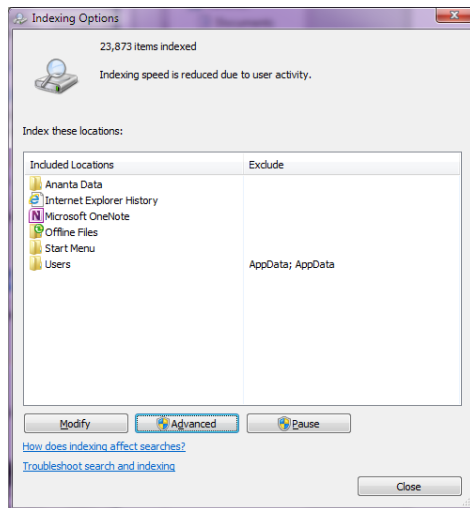 Indexing Options
23,873 items indexed
Indexing speed is reduced due to user activity.
Index these locations:
Included Locations Exclude
Ananta Data
Internet Explorer History
Microsoft OneNote
Offline Files
Start Menu
Users AppData; AppData
Modify Advanced Pause
How does indexing affect searches?
Troubleshoot search and indexing
Close